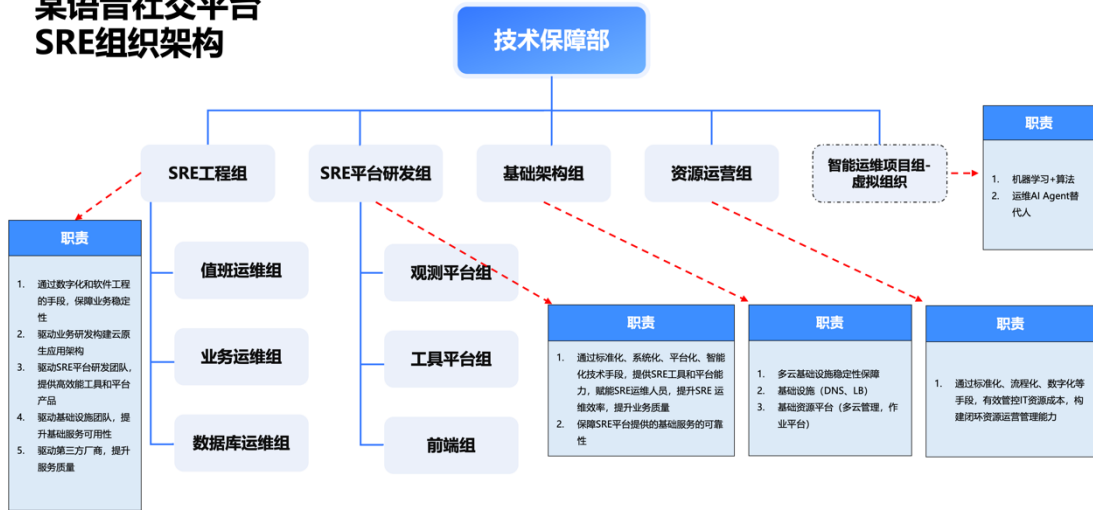 某语音社交平台
SRE组织架构
技术保障部
SRE工程组
SRE平台研发组
基础架构组
资源运营组
智能运维项目组-
虚拟组织
职责
1. 机器学习+算法
2. 运维AI Agent替
代人
职责
1. 通过数字化和软件工程
的手段，保障业务稳定
性
2. 驱动业务研发构建云原
生应用架构
3. 驱动SRE平台研发团队，
提供高效能工具和平台
产品
4. 驱动基础设施团队，提
升基础服务可用性
5. 驱动第三方厂商，提升
服务质量
值班运维组
业务运维组
数据库运维组
观测平台组
工具平台组
前端组
职责
1. 通过标准化、系统化、平台化、智能
化技术手段，提供SRE工具和平台能
力，赋能SRE运维人员，提升SRE 运
维效率，提升业务质量
2. 保障SRE平台提供的基础服务的可靠
性
职责
1. 多云基础设施稳定性保障
2. 基础设施（DNS、LB）
3. 基础资源平台（多云管理，作
业平台）
职责
1. 通过标准化、流程化、数字化等
手段，有效管控IT资源成本，构
建闭环资源运营管理能力